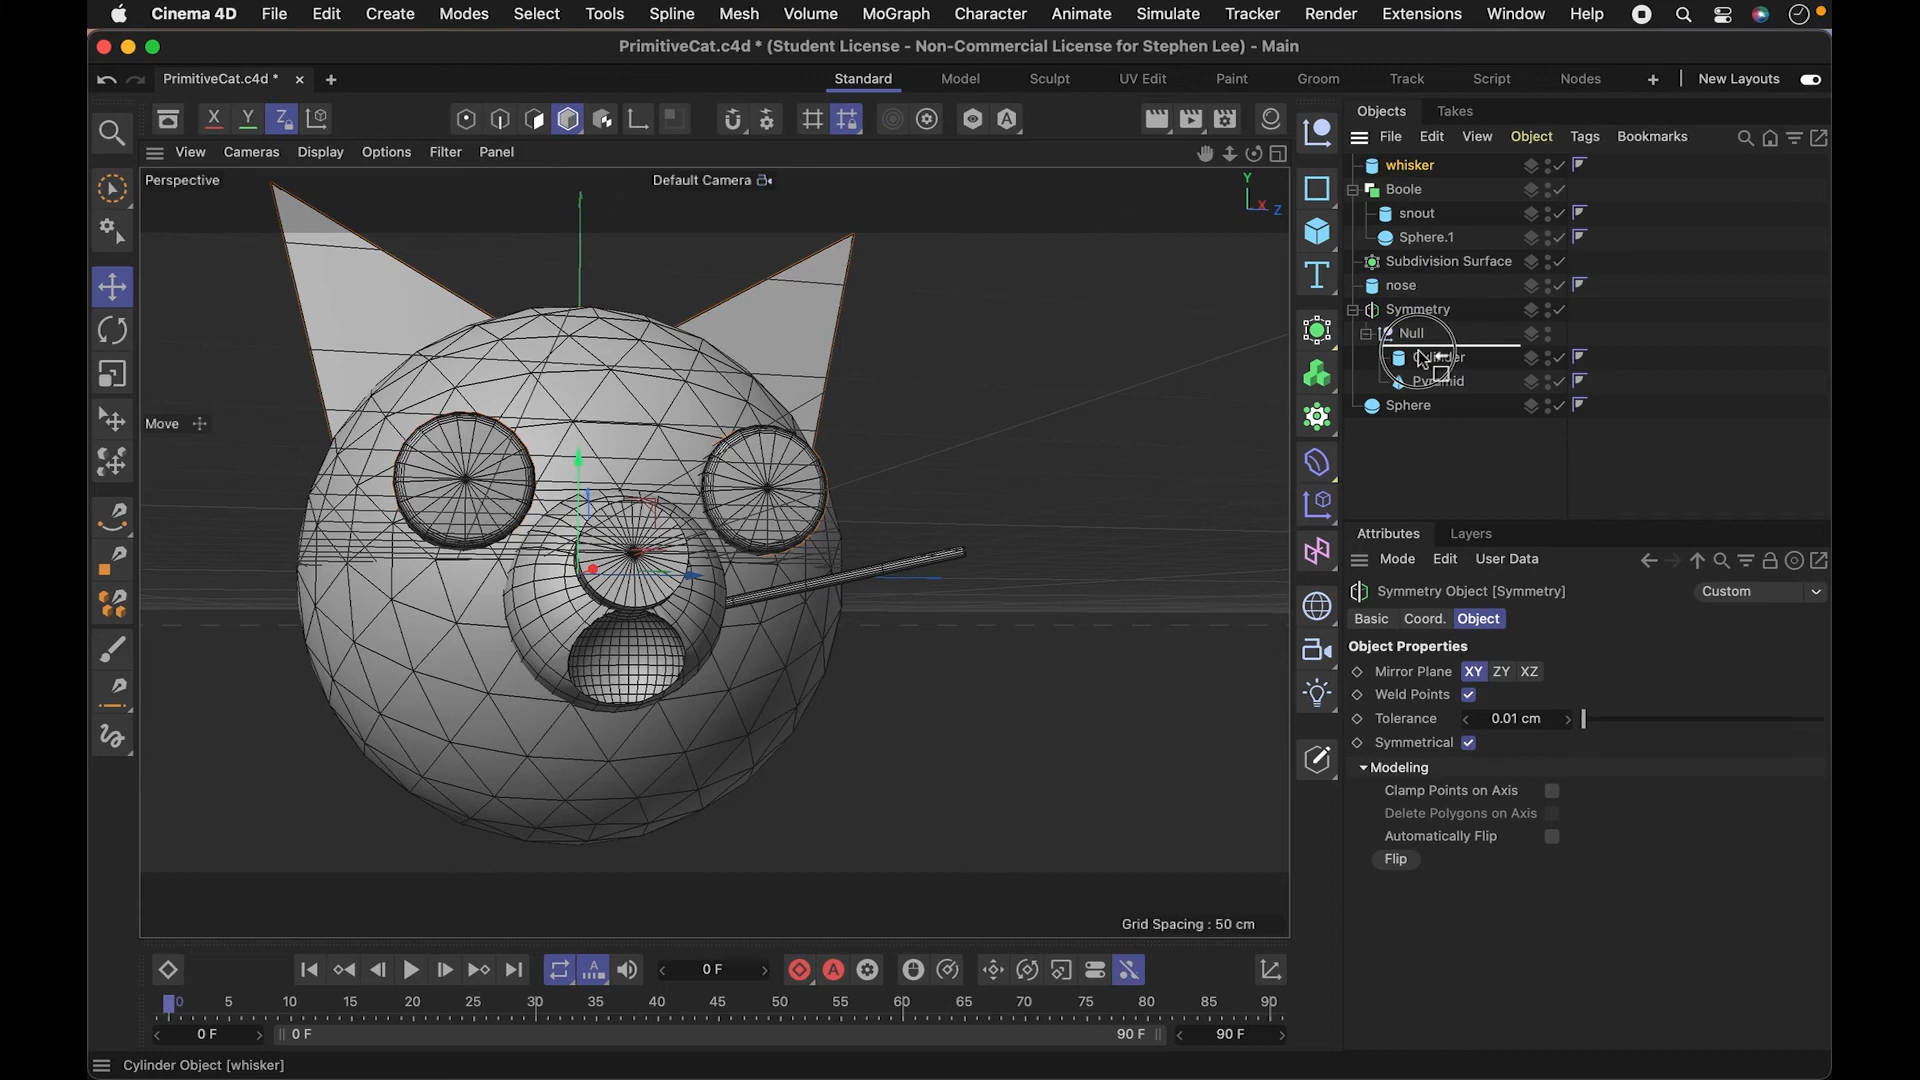 Cinema 4D File Edit Create Modes Select Tools Spline Mesh Volume MoGraph Character Animate Simulate Tracker Render Extensions Window Help
PrimitiveCat.c4d * (Student License - Non-Commercial License for Stephen Lee) - Main
PrimitiveCat.c4d * Standard Model Sculpt UV Edit Paint Groom Track Script Nodes New Layouts
X Y Z
Objects Takes
File Edit View Object Tags Bookmarks
View Cameras Display Options Filter Panel
Perspective Default Camera
Y X Z
whisker
Boole
snout
Sphere.1
Subdivision Surface
nose
Symmetry
Null
Cylinder
Pyramid
Sphere
Move
Attributes Layers
Mode Edit User Data
Symmetry Object [Symmetry] Custom
Basic Coord. Object
Object Properties
Mirror Plane XY ZY XZ
Weld Points
Tolerance 0.01 cm
Symmetrical
Modeling
Clamp Points on Axis
Delete Polygons on Axis
Automatically Flip
Flip
Grid Spacing : 50 cm
0 F
0 5 10 15 20 25 30 35 40 45 50 55 60 65 70 75 80 85 90
0 F 0 F 90 F 90 F
Cylinder Object [whisker]